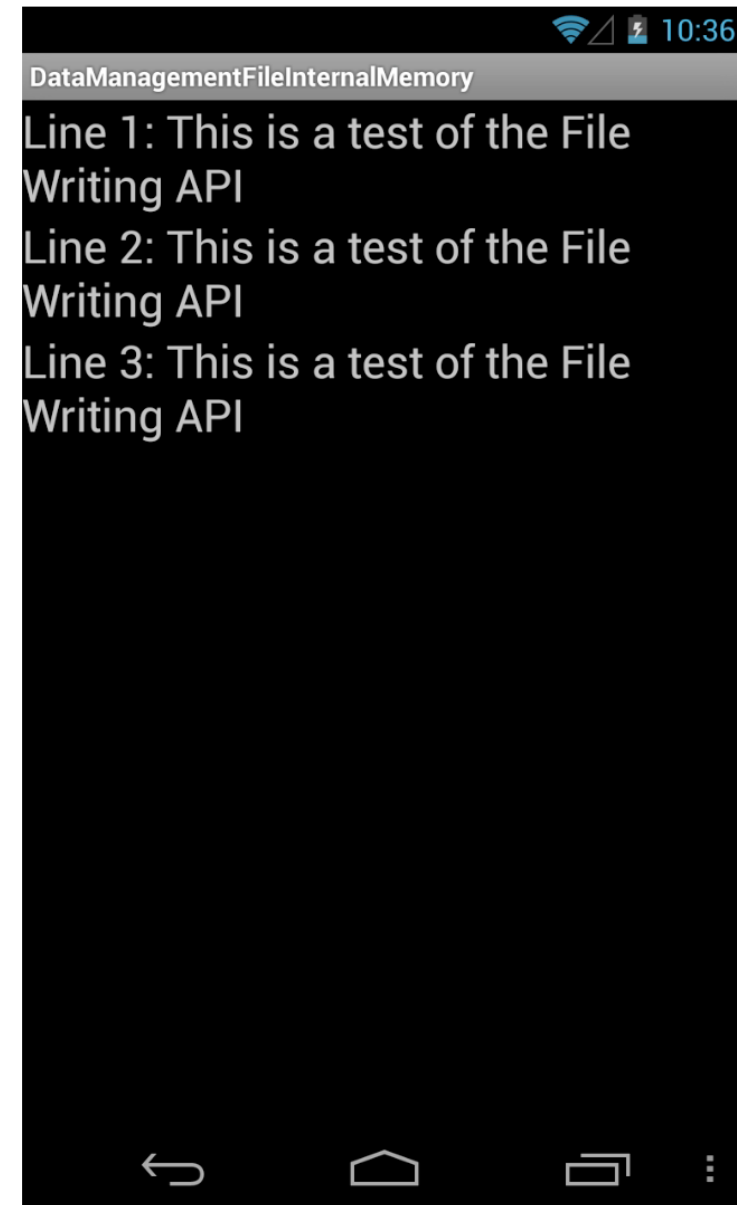 10:36
DataManagementFileInternalMemory
Line 1: This is a test of the File
Writing API
Line 2: This is a test of the File
Writing API
Line 3: This is a test of the File
Writing API